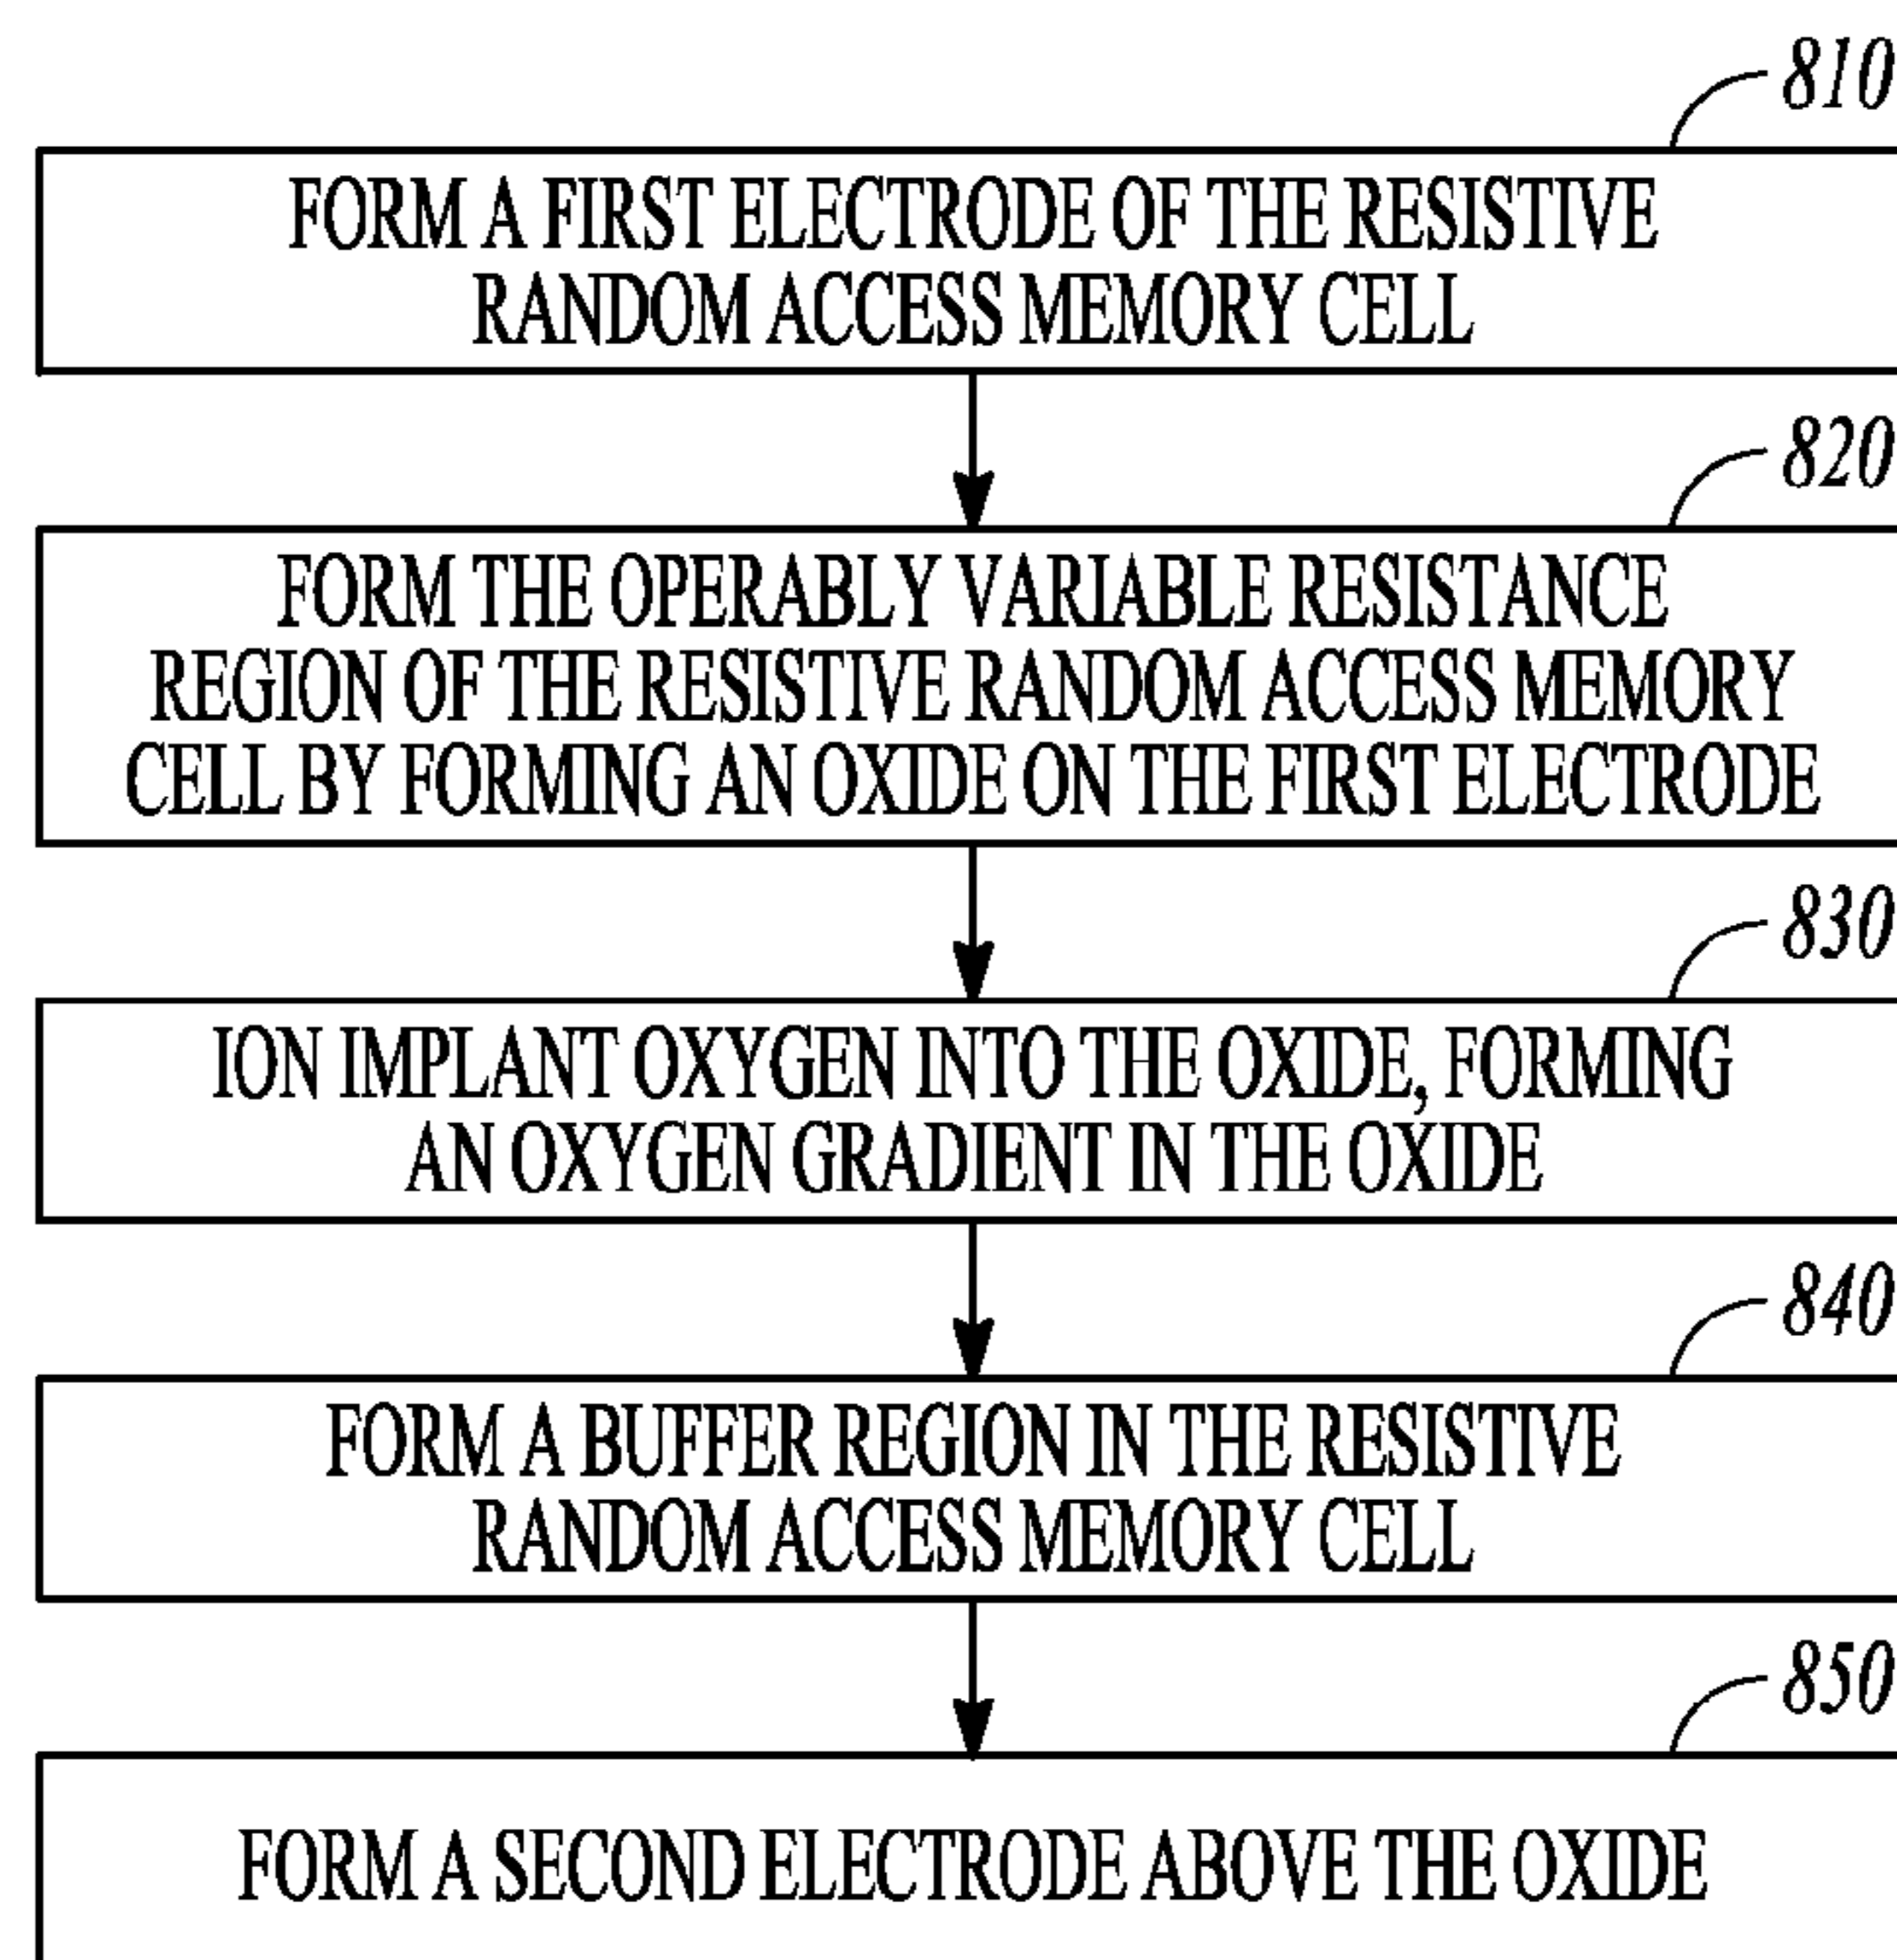 810
FORM A FIRST ELECTRODE OF THE RESISTIVE
RANDOM ACCESS MEMORY CELL
820
FORM THE OPERABLY VARIABLE RESISTANCE
REGION OF THE RESISTIVE RANDOM ACCESS MEMORY
CELL BY FORMING AN OXIDE ON THE FIRST ELECTRODE
830
ION IMPLANT OXYGEN INTO THE OXIDE, FORMING
AN OXYGEN GRADIENT IN THE OXIDE
840
FORM A BUFFER REGION IN THE RESISTIVE
RANDOM ACCESS MEMORY CELL
850
FORM A SECOND ELECTRODE ABOVE THE OXIDE